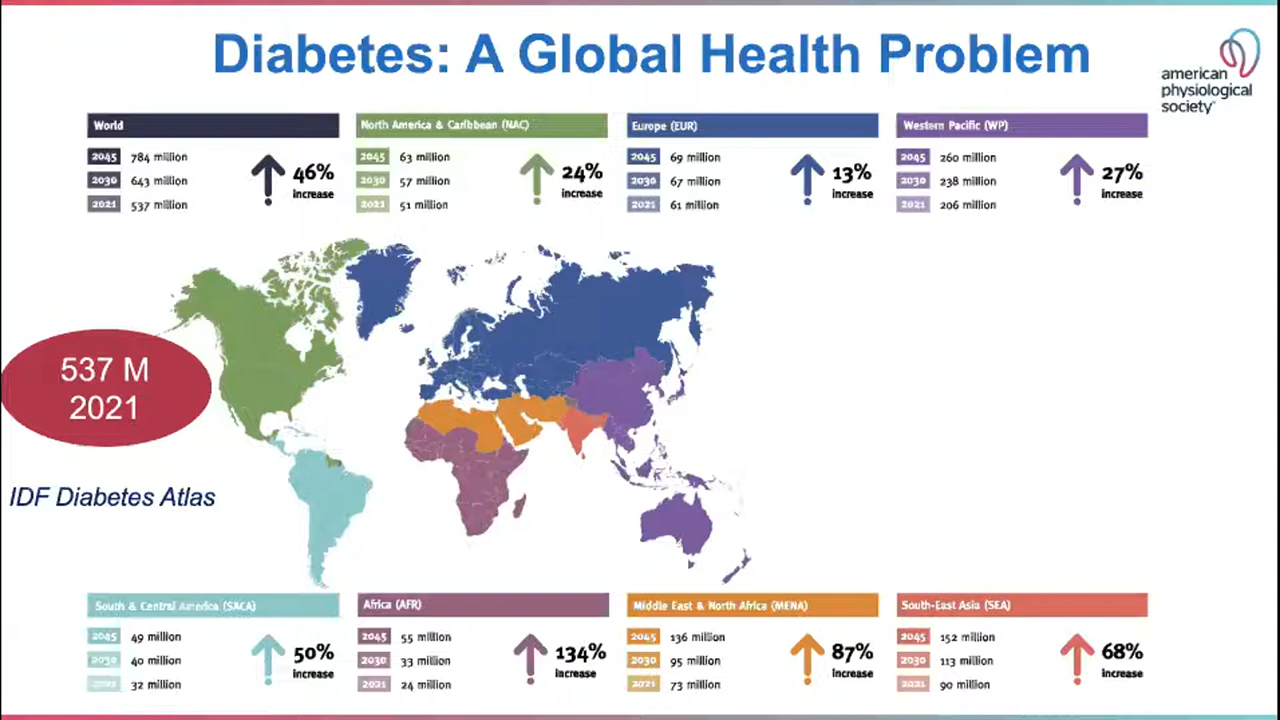 Diabetes: A Global Health Problem
american
physiological
society
World
2045 784 million
2030 643 million
2021 537 million
46%
increase
North America & Caribbean (NAC)
2045 63 million
2030 57 million
2021 51 million
24%
increase
Europe (EUR)
2045 69 million
2030 67 million
2021 61 million
13%
increase
Western Pacific (WP)
2045 260 million
2030 238 million
2021 206 million
27%
increase
537 M
2021
IDF Diabetes Atlas
South & Central America (SACA)
2045 49 million
2030 40 million
2021 32 million
50%
increase
Africa (AFR)
2045 55 million
2030 33 million
2021 24 million
134%
increase
Middle East & North Africa (MENA)
2045 136 million
2030 95 million
2021 73 million
87%
increase
South-East Asia (SEA)
2045 152 million
2030 113 million
2021 90 million
68%
increase